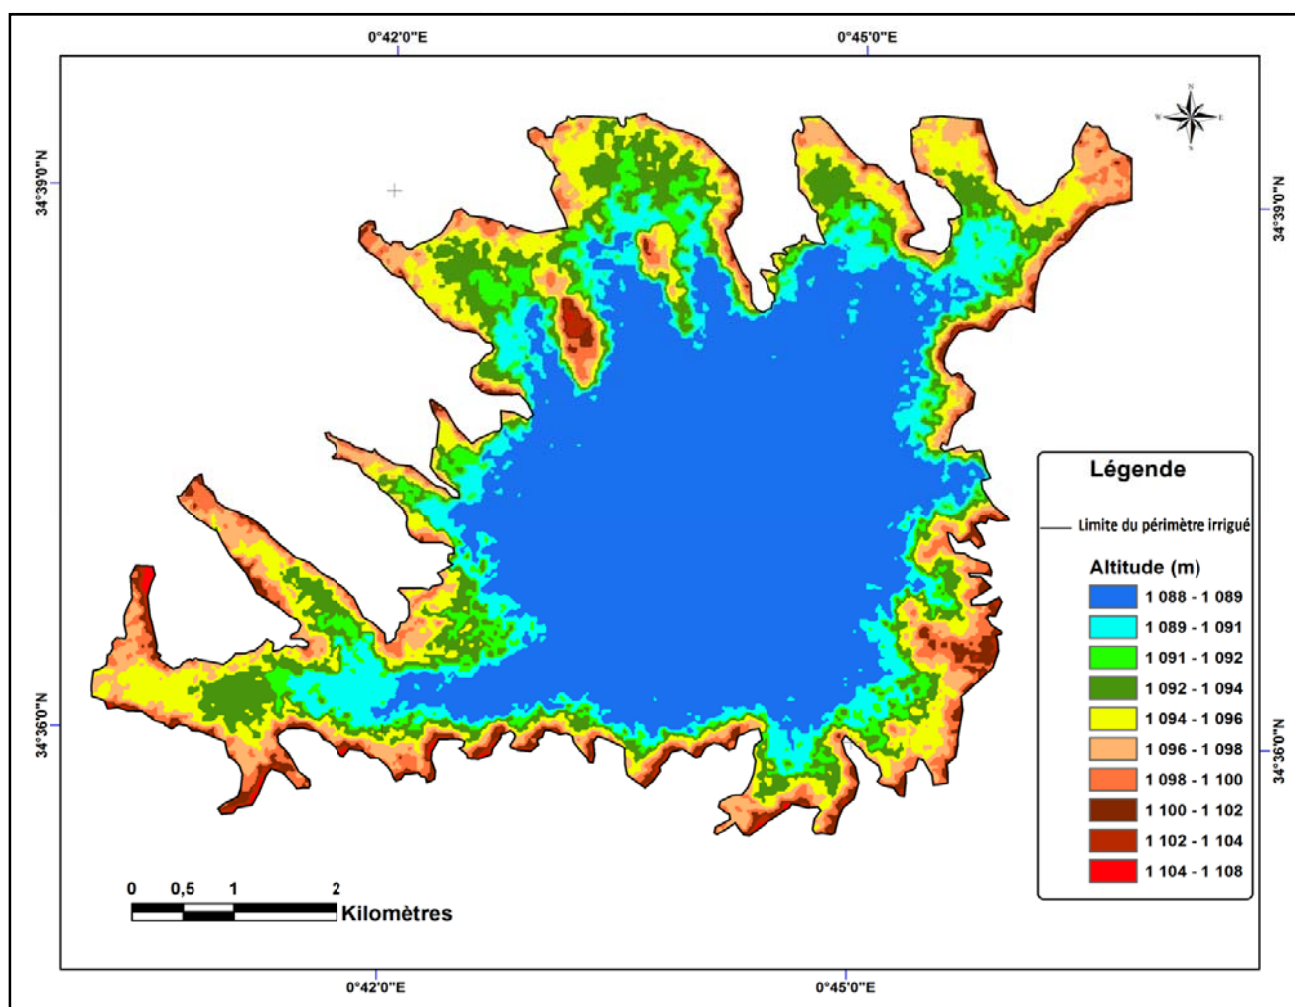 0°42'0"E
0°45'0"E
N
W
E
S
34°39'0"N
34°39'0"N
Légende
Limite du périmètre irrigué
Altitude (m)
1 088 - 1 089
1 089 - 1 091
1 091 - 1 092
1 092 - 1 094
1 094 - 1 096
1 096 - 1 098
1 098 - 1 100
1 100 - 1 102
1 102 - 1 104
1 104 - 1 108
34°36'0"N
34°36'0"N
0 0,5 1 2
Kilomètres
0°42'0"E
0°45'0"E